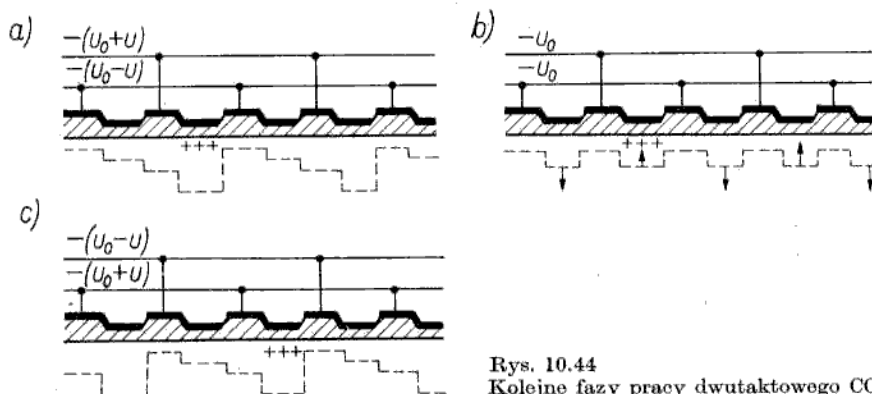 a)
−(u₀+u)
−(u₀−u)
+++
b)
−u₀
−u₀
+++
c)
−(u₀−u)
−(u₀+u)
+++
Rys. 10.44
Kolejne fazy pracy dwutaktowego CC